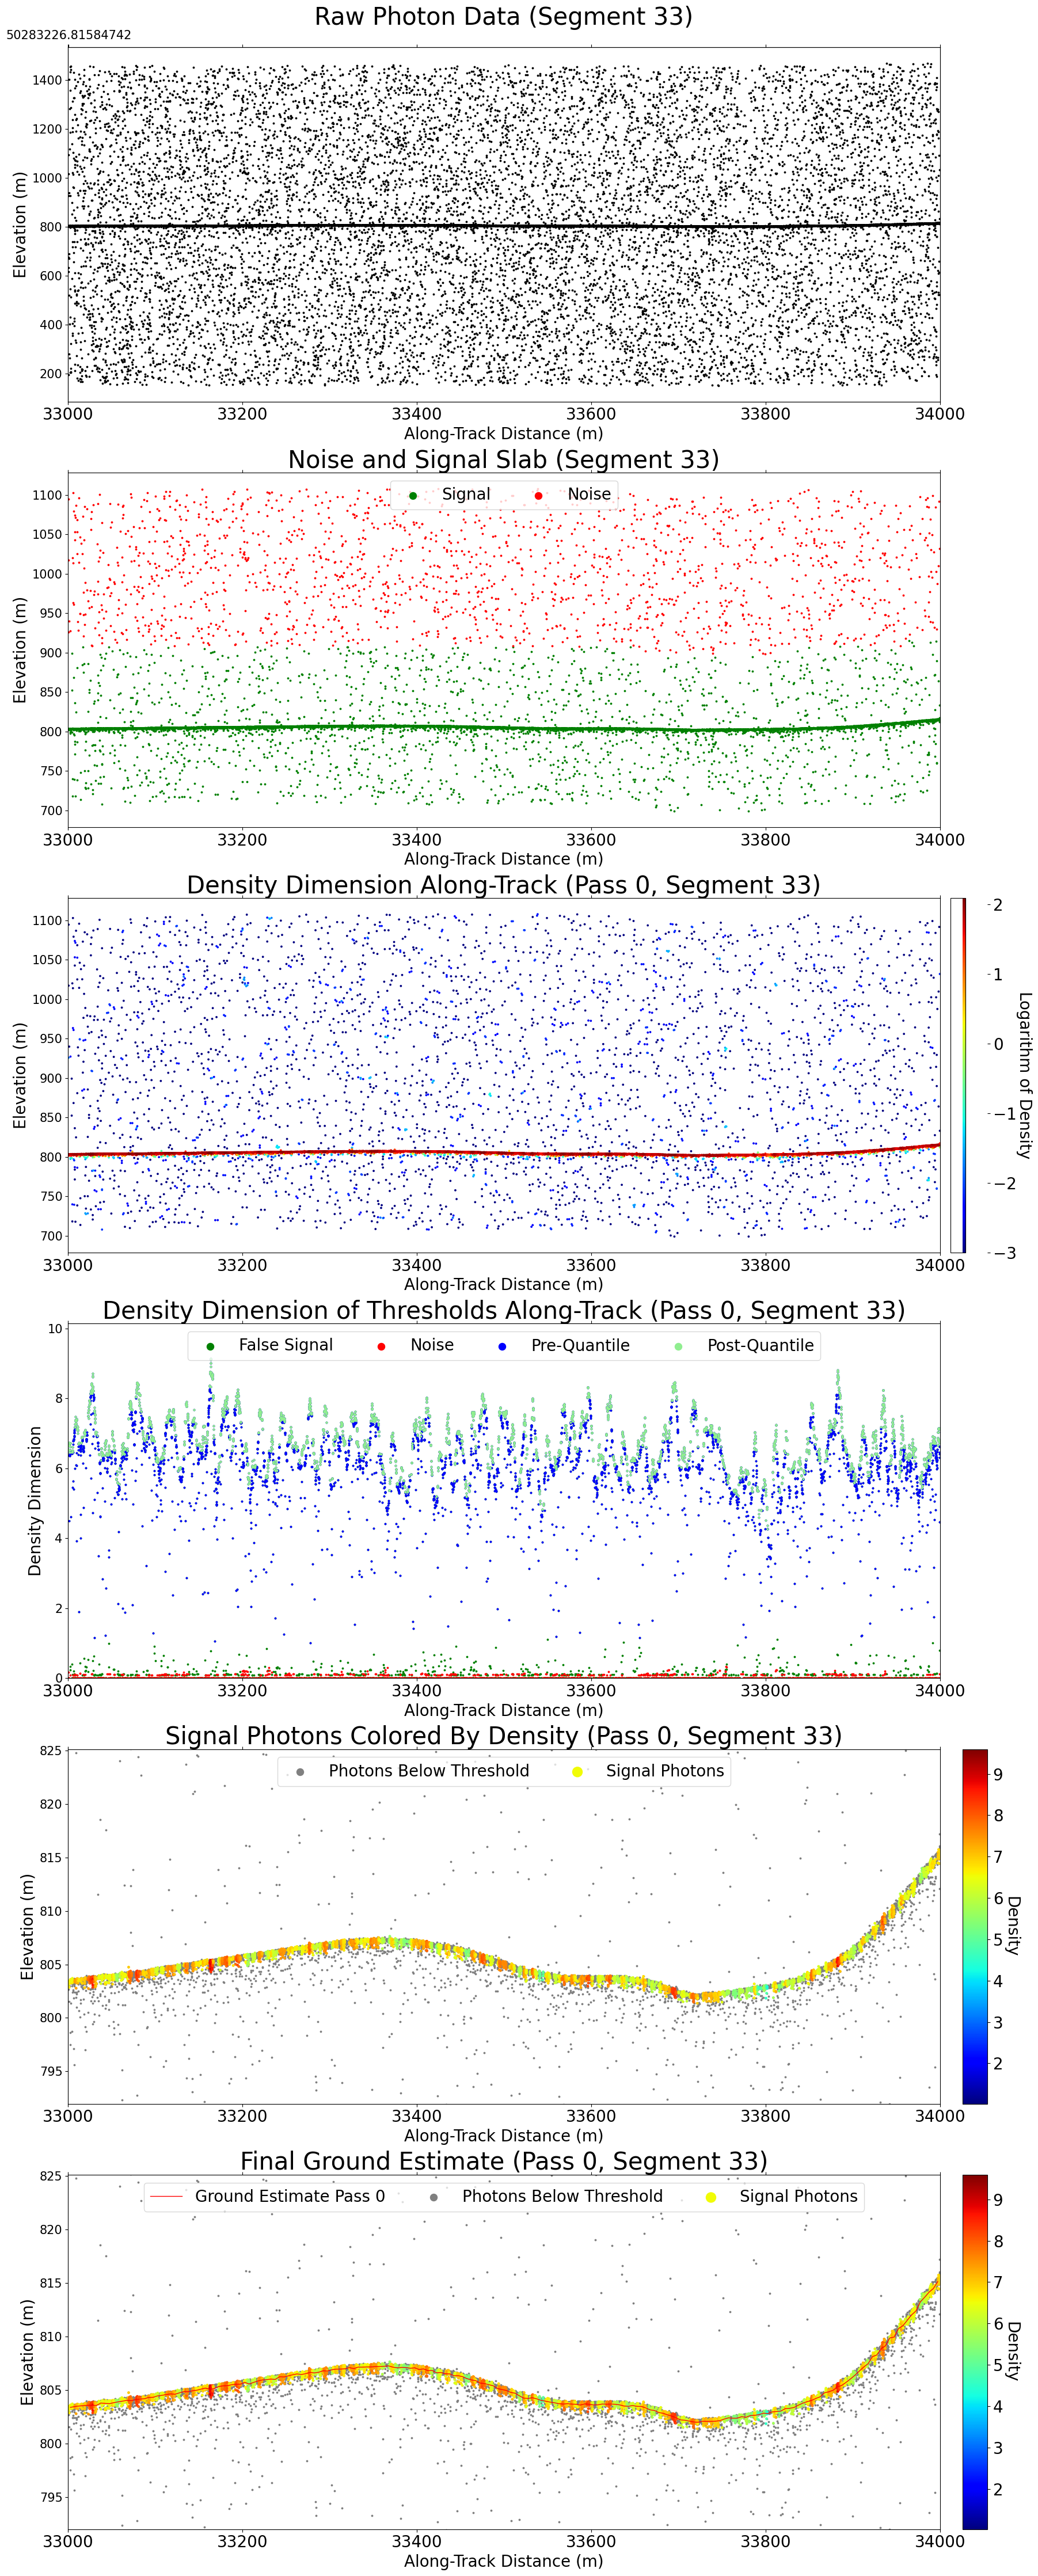 Raw Photon Data (Segment 33)
50283226.81584742
1400
1200
1000
800
600
400
200
Elevation (m)
33000 33200 33400 33600 33800 34000
Along-Track Distance (m)
Noise and Signal Slab (Segment 33)
Signal Noise
1100
1050
1000
950
900
850
800
750
700
Elevation (m)
33000 33200 33400 33600 33800 34000
Along-Track Distance (m)
Density Dimension Along-Track (Pass 0, Segment 33)
1100
1050
1000
950
900
850
800
750
700
Elevation (m)
33000 33200 33400 33600 33800 34000
Along-Track Distance (m)
2
1
0
−1
−2
−3
Logarithm of Density
Density Dimension of Thresholds Along-Track (Pass 0, Segment 33)
False Signal Noise Pre-Quantile Post-Quantile
10
8
6
4
2
0
Density Dimension
33000 33200 33400 33600 33800 34000
Along-Track Distance (m)
Signal Photons Colored By Density (Pass 0, Segment 33)
Photons Below Threshold Signal Photons
825
820
815
810
805
800
795
Elevation (m)
33000 33200 33400 33600 33800 34000
Along-Track Distance (m)
9
8
7
6
5
4
3
2
Density
Final Ground Estimate (Pass 0, Segment 33)
Ground Estimate Pass 0 Photons Below Threshold Signal Photons
825
820
815
810
805
800
795
Elevation (m)
33000 33200 33400 33600 33800 34000
Along-Track Distance (m)
9
8
7
6
5
4
3
2
Density